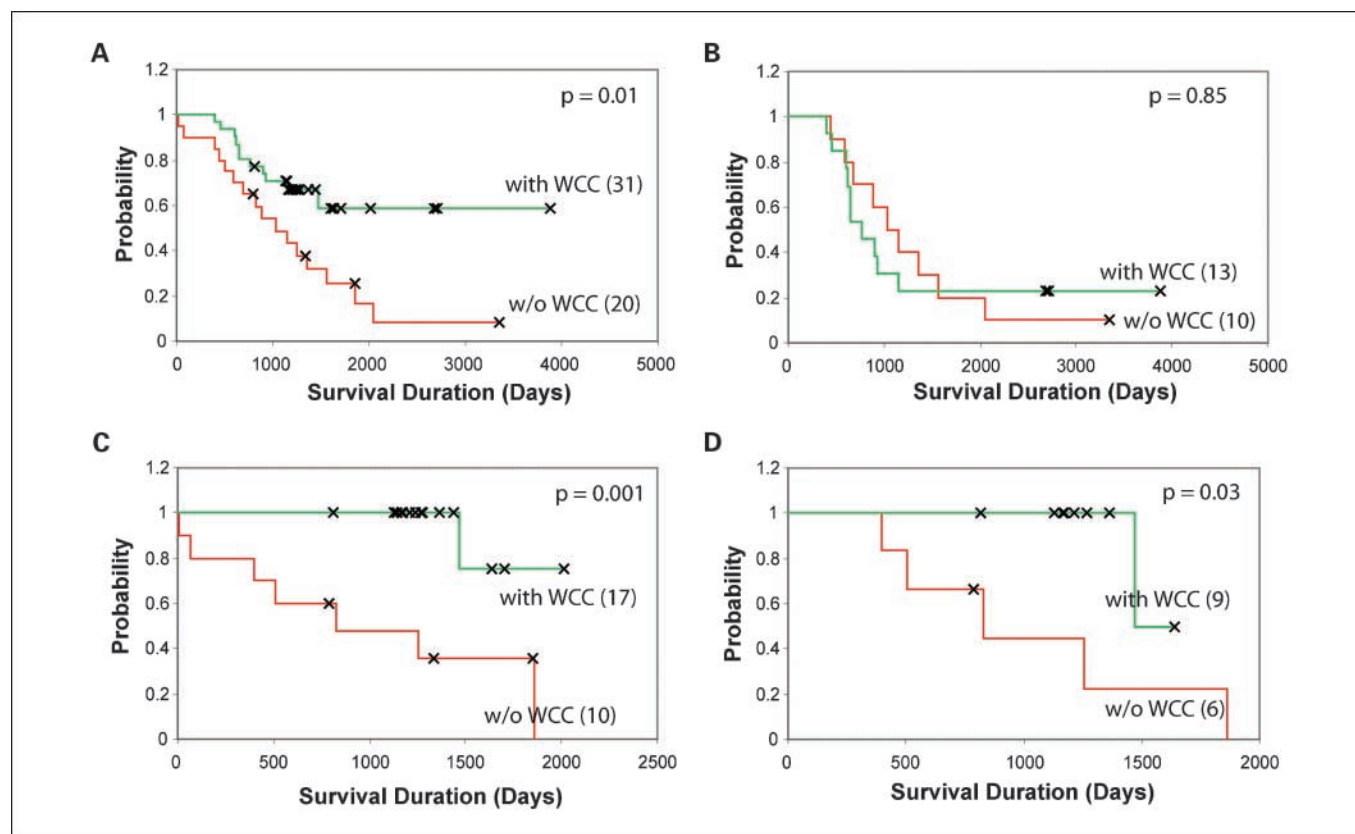 A
1.2
1
0.8
0.6
0.4
0.2
0
Probability
p = 0.01
with WCC (31)
w/o WCC (20)
0 1000 2000 3000 4000 5000
Survival Duration (Days)
B
1.2
1
0.8
0.6
0.4
0.2
0
Probability
p = 0.85
with WCC (13)
w/o WCC (10)
0 1000 2000 3000 4000 5000
Survival Duration (Days)
C
1.2
1
0.8
0.6
0.4
0.2
0
Probability
p = 0.001
with WCC (17)
w/o WCC (10)
0 500 1000 1500 2000 2500
Survival Duration (Days)
D
1.2
1
0.8
0.6
0.4
0.2
0
Probability
p = 0.03
with WCC (9)
w/o WCC (6)
0 500 1000 1500 2000
Survival Duration (Days)